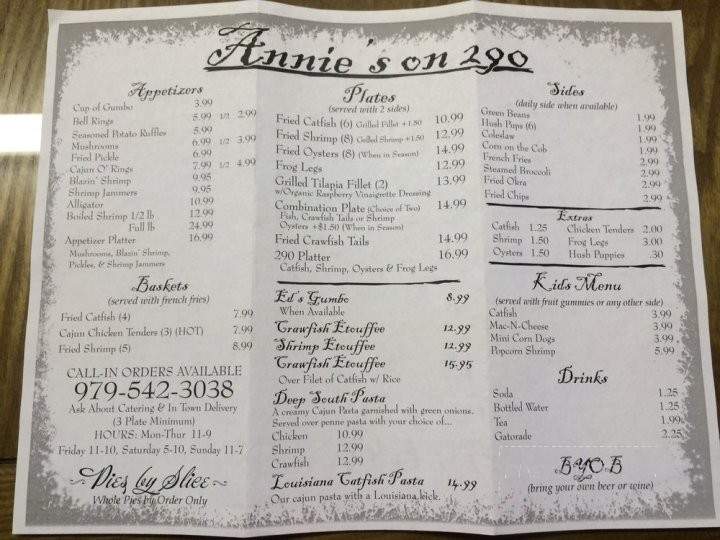 Annie's on 290
Appetizers
Cup of Gumbo 3.99
Bell Rings 5.99 1/2 2.99
Seasoned Potato Ruffles 5.99
Mushrooms 6.99 1/2 3.99
Fried Pickle 6.99
Cajun O' Rings 7.99 1/2 4.99
Blazin' Shrimp 9.95
Shrimp Jammers 9.95
Alligator 10.99
Boiled Shrimp 1/2 lb 12.99
Full lb 24.99
Appetizer Platter 16.99
Mushrooms, Blazin' Shrimp,
Pickles, & Shrimp Jammers
Baskets
(served with french fries)
Fried Catfish (4) 7.99
Cajun Chicken Tenders (3) (HOT) 7.99
Fried Shrimp (5) 8.99
CALL-IN ORDERS AVAILABLE
979-542-3038
Ask About Catering & In Town Delivery
(3 Plate Minimum)
HOURS: Mon-Thur 11-9
Friday 11-10, Saturday 5-10, Sunday 11-7
Pies by Slice
Whole Pies by Order Only
Plates
(served with 2 sides)
Fried Catfish (6) Grilled Fillet +1.50 10.99
Fried Shrimp (8) Grilled Shrimp +1.50 12.99
Fried Oysters (8) (When in Season) 14.99
Frog Legs 12.99
Grilled Tilapia Fillet (2) 13.99
w/Organic Raspberry Vinaigrette Dressing
Combination Plate (Choice of Two) 14.99
Fish, Crawfish Tails or Shrimp
Oysters +$1.50 (When in Season)
Fried Crawfish Tails 14.99
290 Platter 16.99
Catfish, Shrimp, Oysters & Frog Legs
Ed's Gumbo 8.99
When Available
Crawfish Etouffee 12.99
Shrimp Etouffee 12.99
Crawfish Etouffee 15.95
Over Filet of Catfish w/ Rice
Deep South Pasta
A creamy Cajun Pasta garnished with green onions.
Served over penne pasta with your choice of...
Chicken 10.99
Shrimp 12.99
Crawfish 12.99
Louisiana Catfish Pasta 14.99
Our cajun pasta with a Louisiana kick.
Sides
(daily side when available)
Green Beans 1.99
Hush Pups (6) 1.99
Coleslaw 1.99
Corn on the Cob 1.99
French Fries 2.99
Steamed Broccoli 2.99
Fried Okra 2.99
Fried Chips 2.99
Extras
Catfish 1.25 Chicken Tenders 2.00
Shrimp 1.50 Frog Legs 3.00
Oysters 1.50 Hush Puppies .30
Kids Menu
(served with fruit gummies or any other side)
Catfish 3.99
Mac-N-Cheese 3.99
Mini Corn Dogs 3.99
Popcorn Shrimp 5.99
Drinks
Soda 1.25
Bottled Water 1.25
Tea 1.99
Gatorade 2.25
BYOB
(bring your own beer or wine)